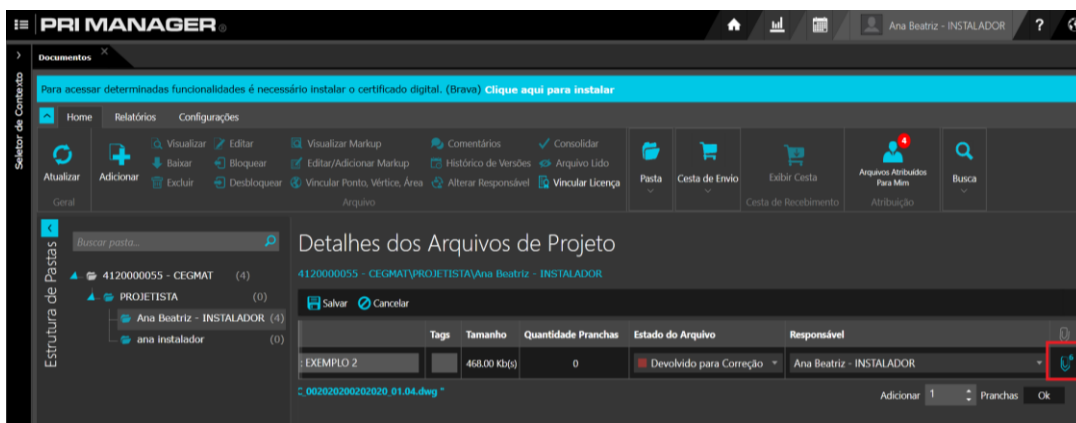 PRI MANAGER®
Ana Beatriz - INSTALADOR
?
Seletor de Contexto
Documentos
Para acessar determinadas funcionalidades é necessário instalar o certificado digital. (Brava) Clique aqui para instalar
Home Relatórios Configurações
Atualizar
Geral
Adicionar
Visualizar Editar
Baixar Bloquear
Excluir Desbloquear
Visualizar Markup Comentários Consolidar
Editar/Adicionar Markup Histórico de Versões Arquivo Lido
Vincular Ponto, Vértice, Área Alterar Responsável Vincular Licença
Arquivo
Pasta
Cesta de Envio
Exibir Cesta
Cesta de Recebimento
4
Arquivos Atribuídos
Para Mim
Atribuição
Busca
Estrutura de Pastas
Buscar pasta...
4120000055 - CEGMAT (4)
PROJETISTA (0)
Ana Beatriz - INSTALADOR (4)
ana instalador (0)
Detalhes dos Arquivos de Projeto
4120000055 - CEGMAT\PROJETISTA\Ana Beatriz - INSTALADOR
Salvar Cancelar
Tags Tamanho Quantidade Pranchas Estado do Arquivo Responsável
: EXEMPLO 2 468.00 Kb(s) 0 Devolvido para Correção Ana Beatriz - INSTALADOR 6
_002020200202020_01.04.dwg "
Adicionar 1 Pranchas Ok